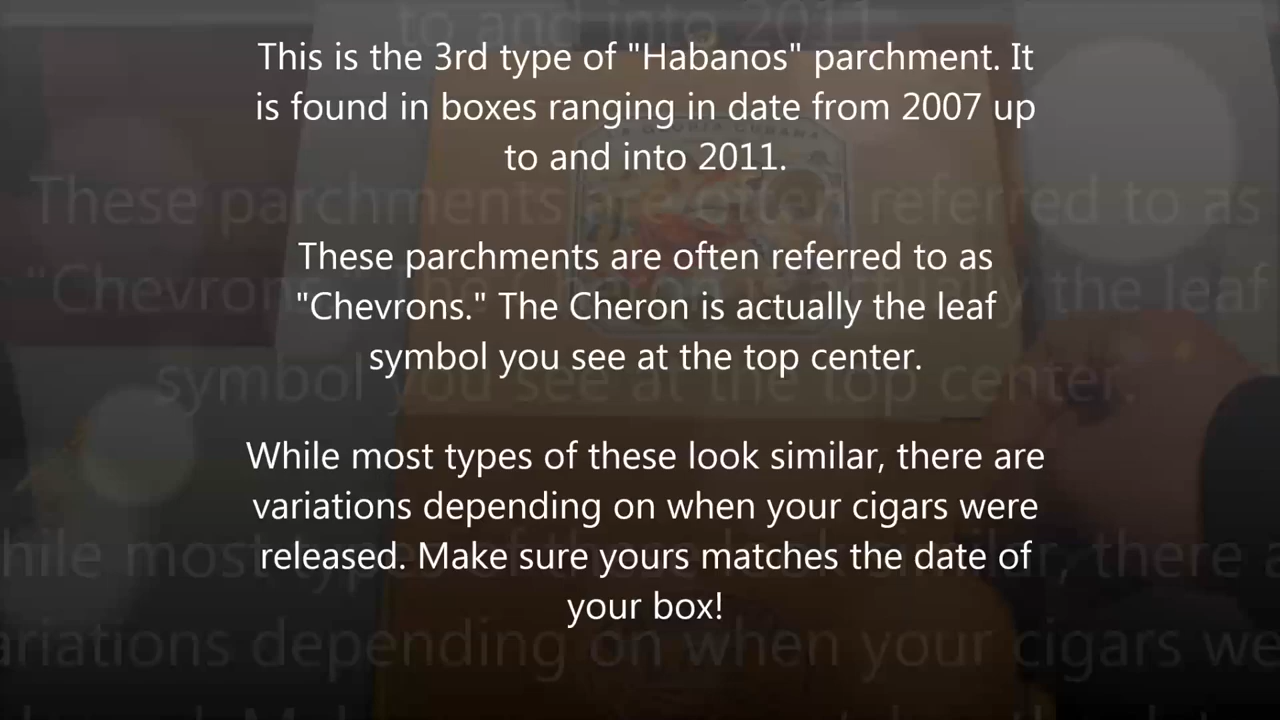 This is the 3rd type of "Habanos" parchment. It
is found in boxes ranging in date from 2007 up
to and into 2011.
These parchments are often referred to as
"Chevrons." The Cheron is actually the leaf
symbol you see at the top center.
While most types of these look similar, there are
variations depending on when your cigars were
released. Make sure yours matches the date of
your box!